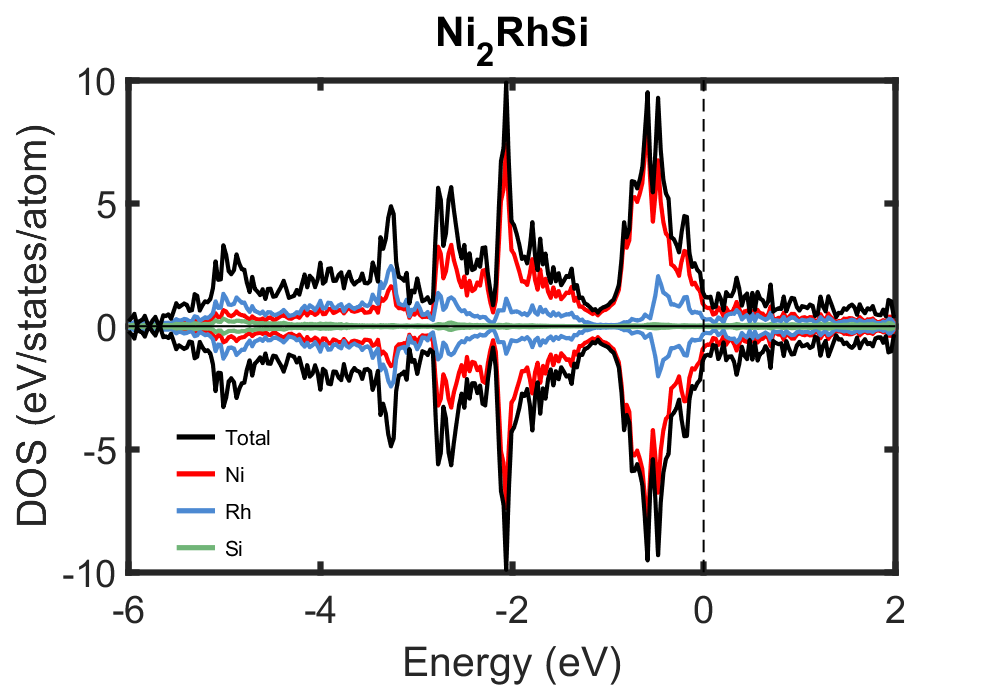 Ni2RhSi
10
5
0
-5
-10
DOS (eV/states/atom)
Total
Ni
Rh
Si
-6
-4
-2
0
2
Energy (eV)